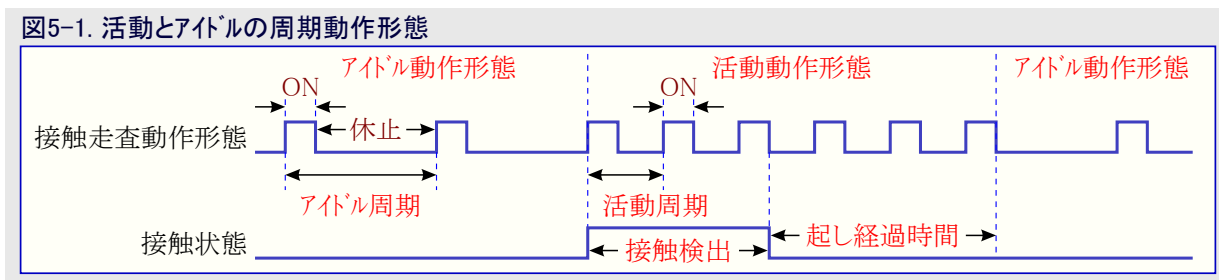 図5-1. 活動とｱｲﾄﾞﾙの周期動作形態
ｱｲﾄﾞﾙ動作形態
活動動作形態
ｱｲﾄﾞﾙ動作形態
ON
ON
接触走査動作形態
休止
ｱｲﾄﾞﾙ周期
活動周期
接触状態
接触検出
起し経過時間